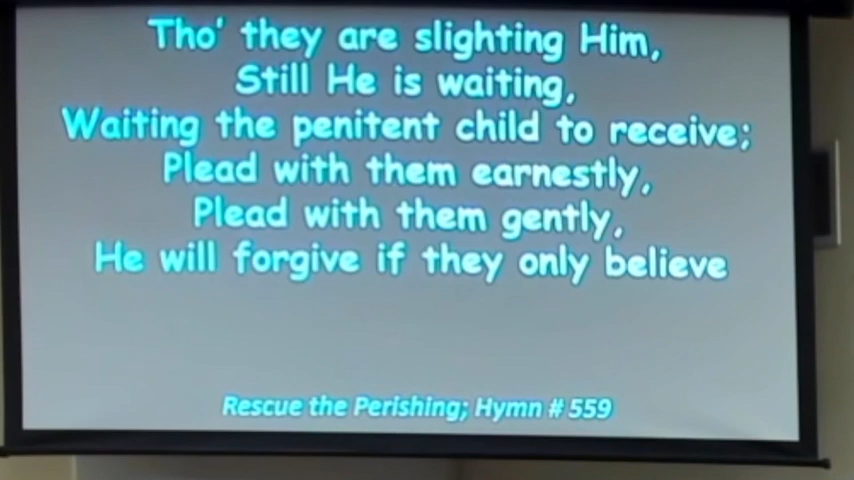 Tho' they are slighting Him,
Still He is waiting,
Waiting the penitent child to receive;
Plead with them earnestly,
Plead with them gently,
He will forgive if they only believe
Rescue the Perishing; Hymn # 559